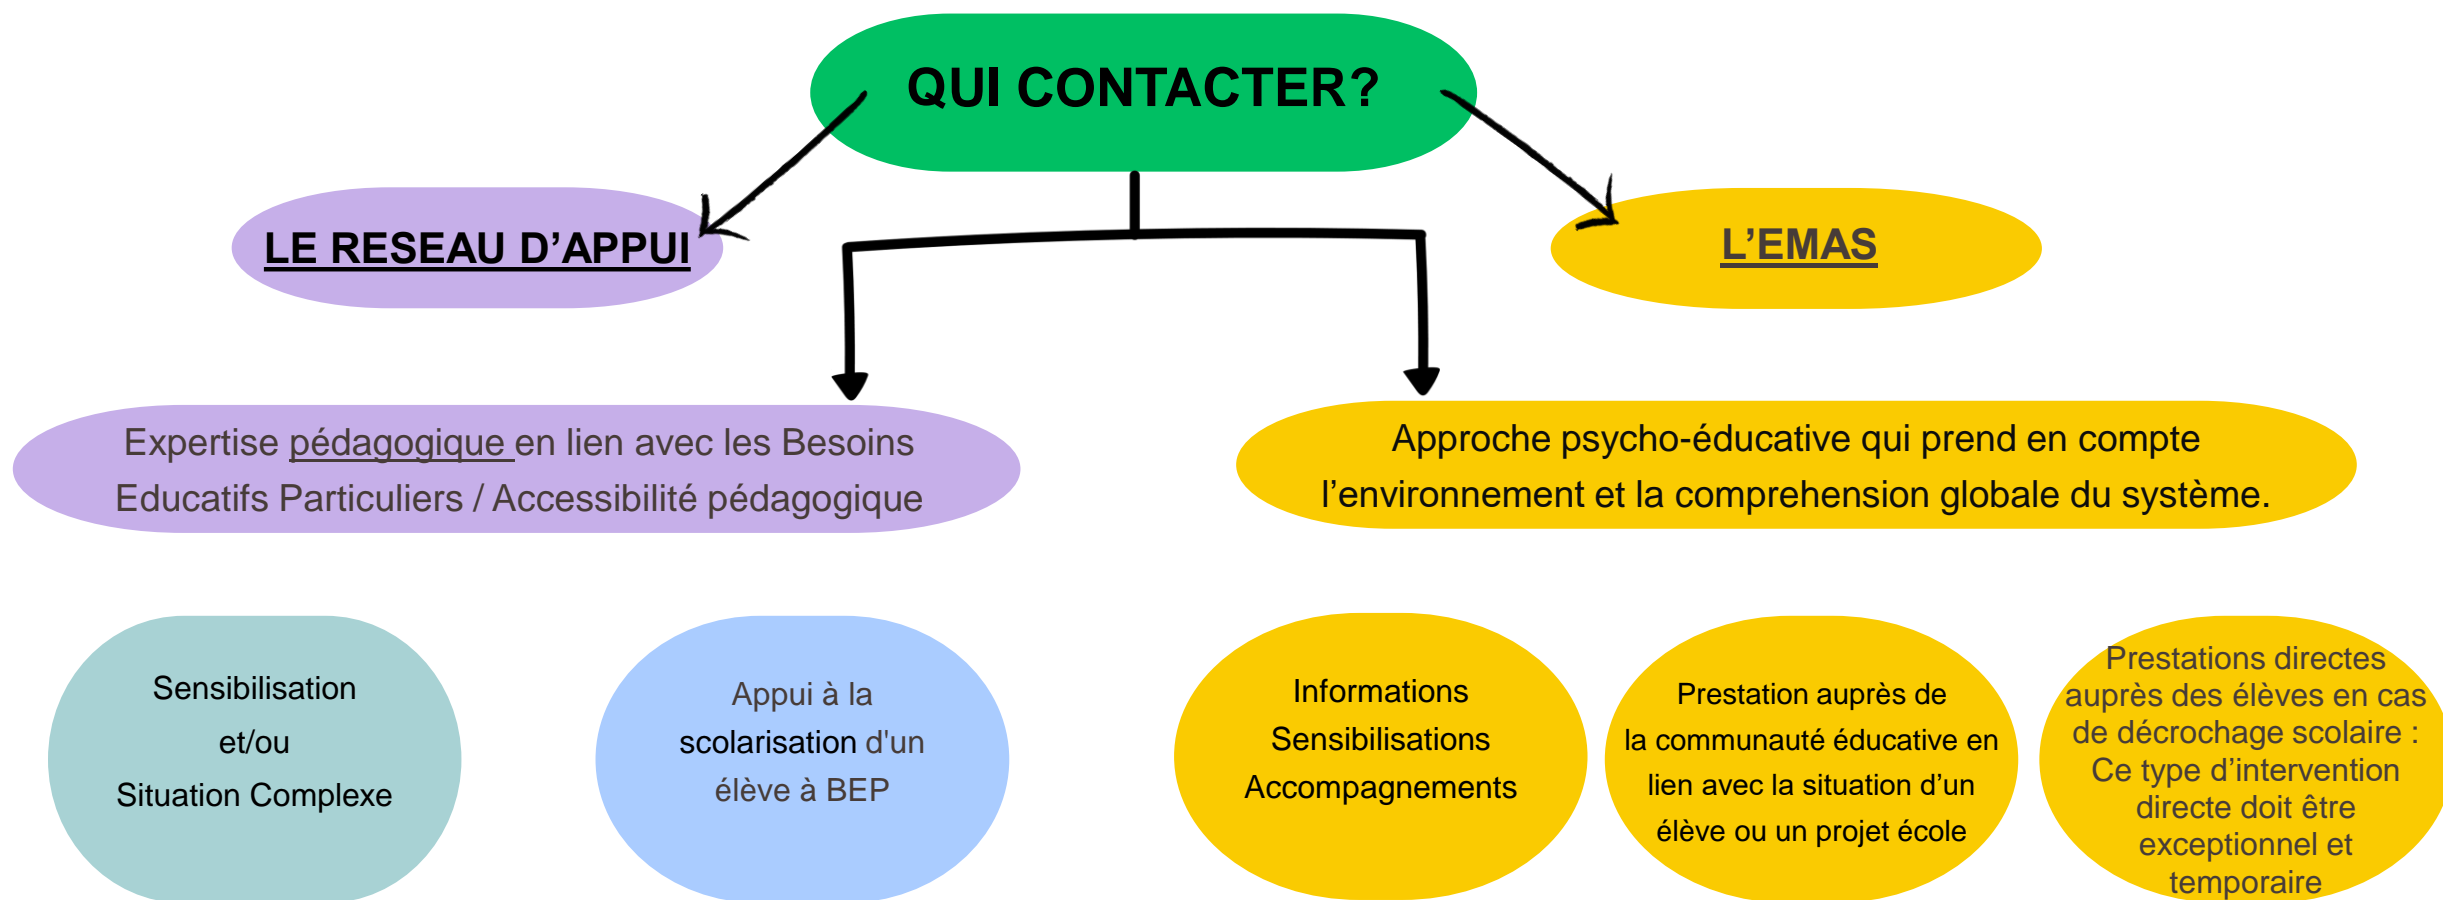 QUI CONTACTER?
LE RESEAU D’APPUI
L’EMAS
Expertise pédagogique en lien avec les Besoins
Educatifs Particuliers / Accessibilité pédagogique
Approche psycho-éducative qui prend en compte
l’environnement et la comprehension globale du système.
Sensibilisation
et/ou
Situation Complexe
Appui à la
scolarisation d'un
élève à BEP
Informations
Sensibilisations
Accompagnements
Prestation auprès de
la communauté éducative en
lien avec la situation d’un
élève ou un projet école
Prestations directes
auprès des élèves en cas
de décrochage scolaire :
Ce type d’intervention
directe doit être
exceptionnel et
temporaire